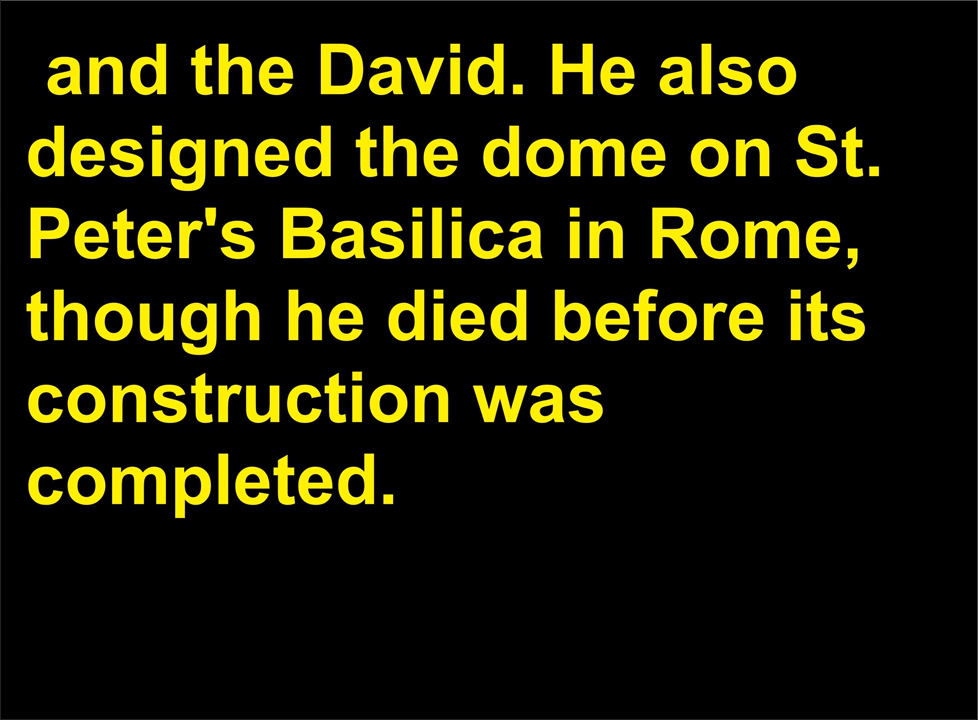 and the David. He also
designed the dome on St.
Peter's Basilica in Rome,
though he died before its
construction was
completed.